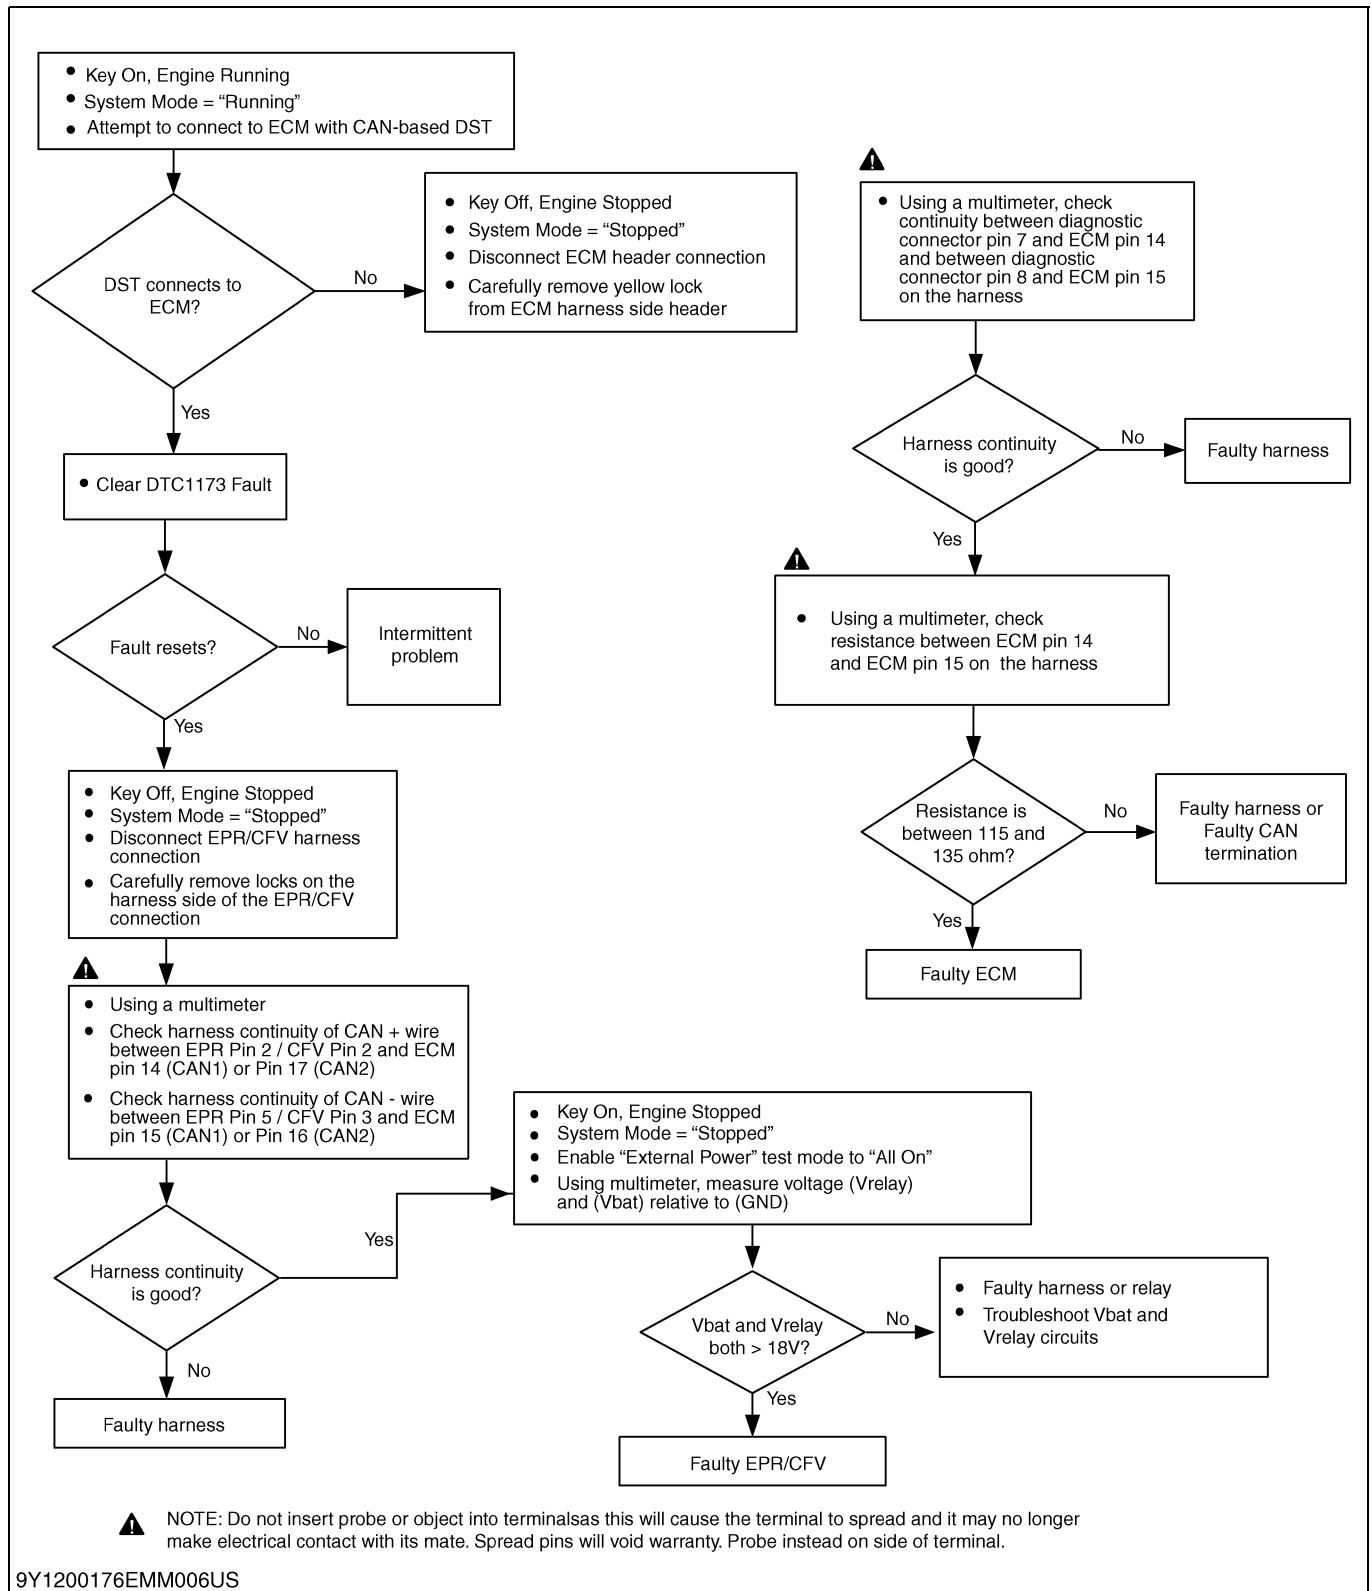 ● Key On, Engine Running
● System Mode = “Running”
● Attempt to connect to ECM with CAN-based DST
DST connects to
ECM?
No
● Key Off, Engine Stopped
● System Mode = “Stopped”
● Disconnect ECM header connection
● Carefully remove yellow lock
from ECM harness side header
Yes
● Clear DTC1173 Fault
Fault resets?
No
Intermittent
problem
Yes
● Key Off, Engine Stopped
● System Mode = “Stopped”
● Disconnect EPR/CFV harness
connection
● Carefully remove locks on the
harness side of the EPR/CFV
connection
● Using a multimeter
● Check harness continuity of CAN + wire
between EPR Pin 2 / CFV Pin 2 and ECM
pin 14 (CAN1) or Pin 17 (CAN2)
● Check harness continuity of CAN - wire
between EPR Pin 5 / CFV Pin 3 and ECM
pin 15 (CAN1) or Pin 16 (CAN2)
Harness continuity
is good?
No
Faulty harness
Yes
● Key On, Engine Stopped
● System Mode = “Stopped”
● Enable “External Power” test mode to “All On”
● Using multimeter, measure voltage (Vrelay)
and (Vbat) relative to (GND)
Vbat and Vrelay
both > 18V?
No
● Faulty harness or relay
● Troubleshoot Vbat and
Vrelay circuits
Yes
Faulty EPR/CFV
● Using a multimeter, check
continuity between diagnostic
connector pin 7 and ECM pin 14
and between diagnostic
connector pin 8 and ECM pin 15
on the harness
Harness continuity
is good?
No
Faulty harness
Yes
● Using a multimeter, check
resistance between ECM pin 14
and ECM pin 15 on the harness
Resistance is
between 115 and
135 ohm?
No
Faulty harness or
Faulty CAN
termination
Yes
Faulty ECM
NOTE: Do not insert probe or object into terminalsas this will cause the terminal to spread and it may no longer
make electrical contact with its mate. Spread pins will void warranty. Probe instead on side of terminal.
9Y1200176EMM006US